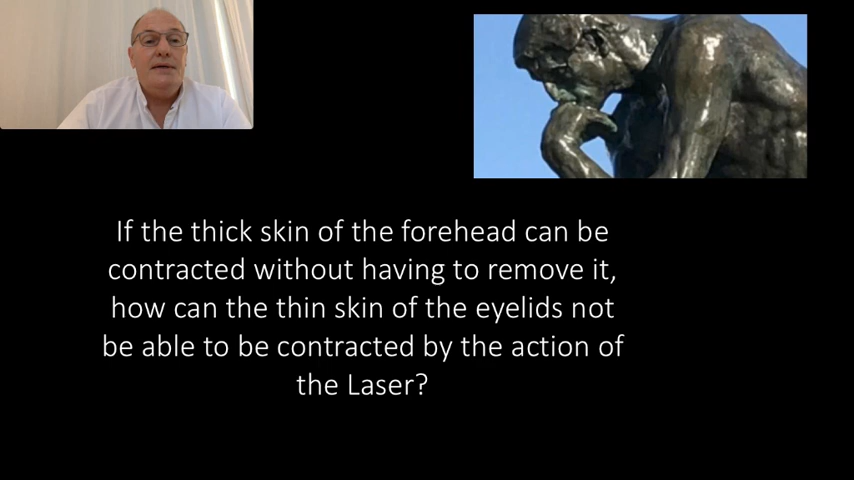 If the thick skin of the forehead can be
contracted without having to remove it,
how can the thin skin of the eyelids not
be able to be contracted by the action of
the Laser?